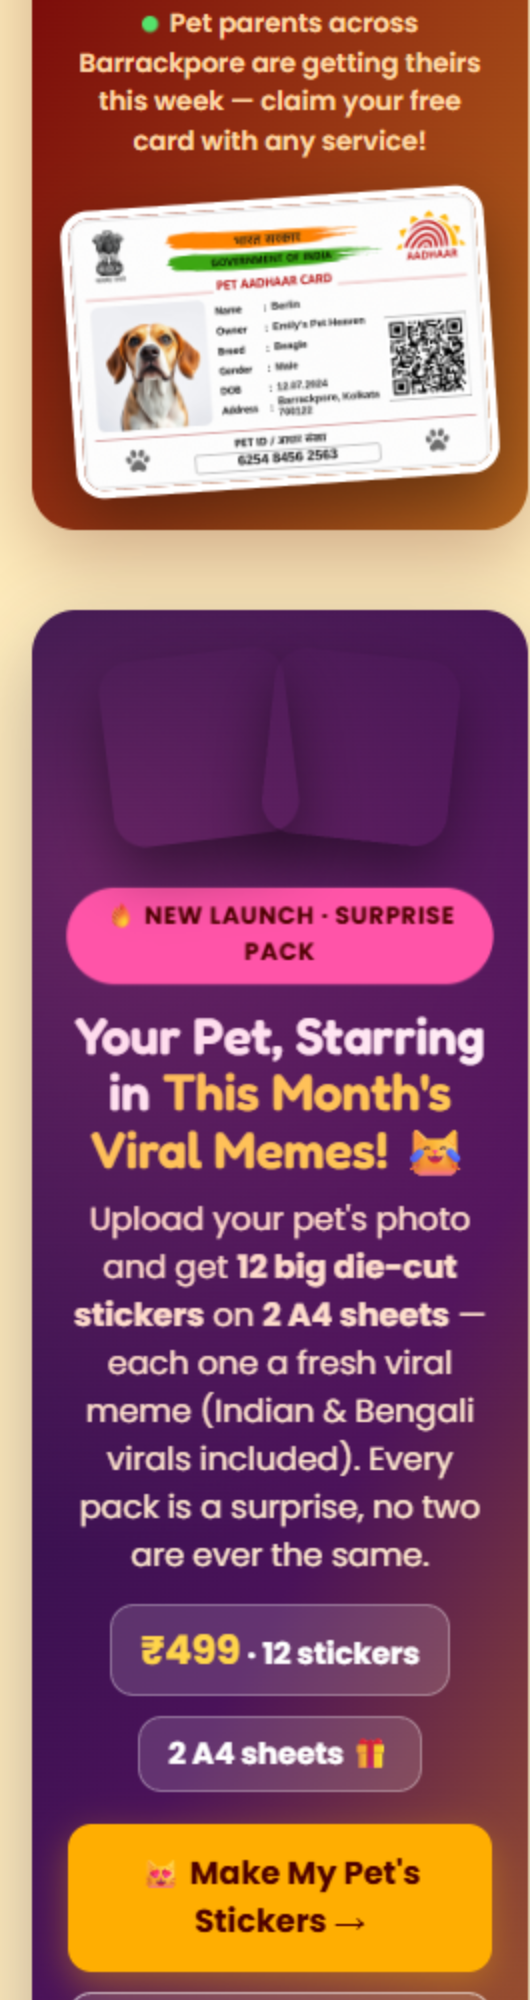 Pet parents across
Barrackpore are getting theirs
this week — claim your free
card with any service!
भारत सरकार
GOVERNMENT OF INDIA
AADHAAR
PET AADHAAR CARD
Name : Berlin
Owner : Emily's Pet Heaven
Breed : Beagle
Gender : Male
DOB : 12.07.2024
Address : Barrackpore, Kolkata
700122
PET ID / आधार संख्या
6254 8456 2563
🔥 NEW LAUNCH · SURPRISE
PACK
Your Pet, Starring
in This Month's
Viral Memes! 😹
Upload your pet's photo
and get 12 big die-cut
stickers on 2 A4 sheets —
each one a fresh viral
meme (Indian & Bengali
virals included). Every
pack is a surprise, no two
are ever the same.
₹499 · 12 stickers
2 A4 sheets 🎁
😻 Make My Pet's
Stickers →